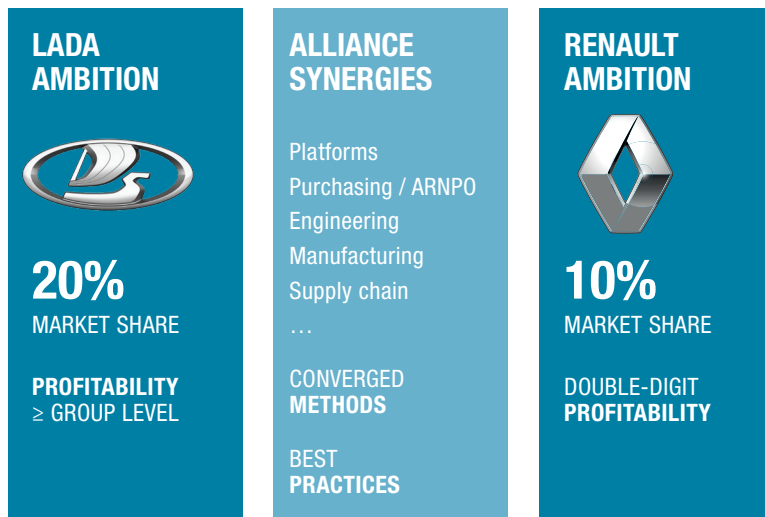 LADA
AMBITION
20%
MARKET SHARE
PROFITABILITY
≥ GROUP LEVEL
ALLIANCE
SYNERGIES
Platforms
Purchasing / ARNPO
Engineering
Manufacturing
Supply chain
…
CONVERGED
METHODS
BEST
PRACTICES
RENAULT
AMBITION
10%
MARKET SHARE
DOUBLE-DIGIT
PROFITABILITY